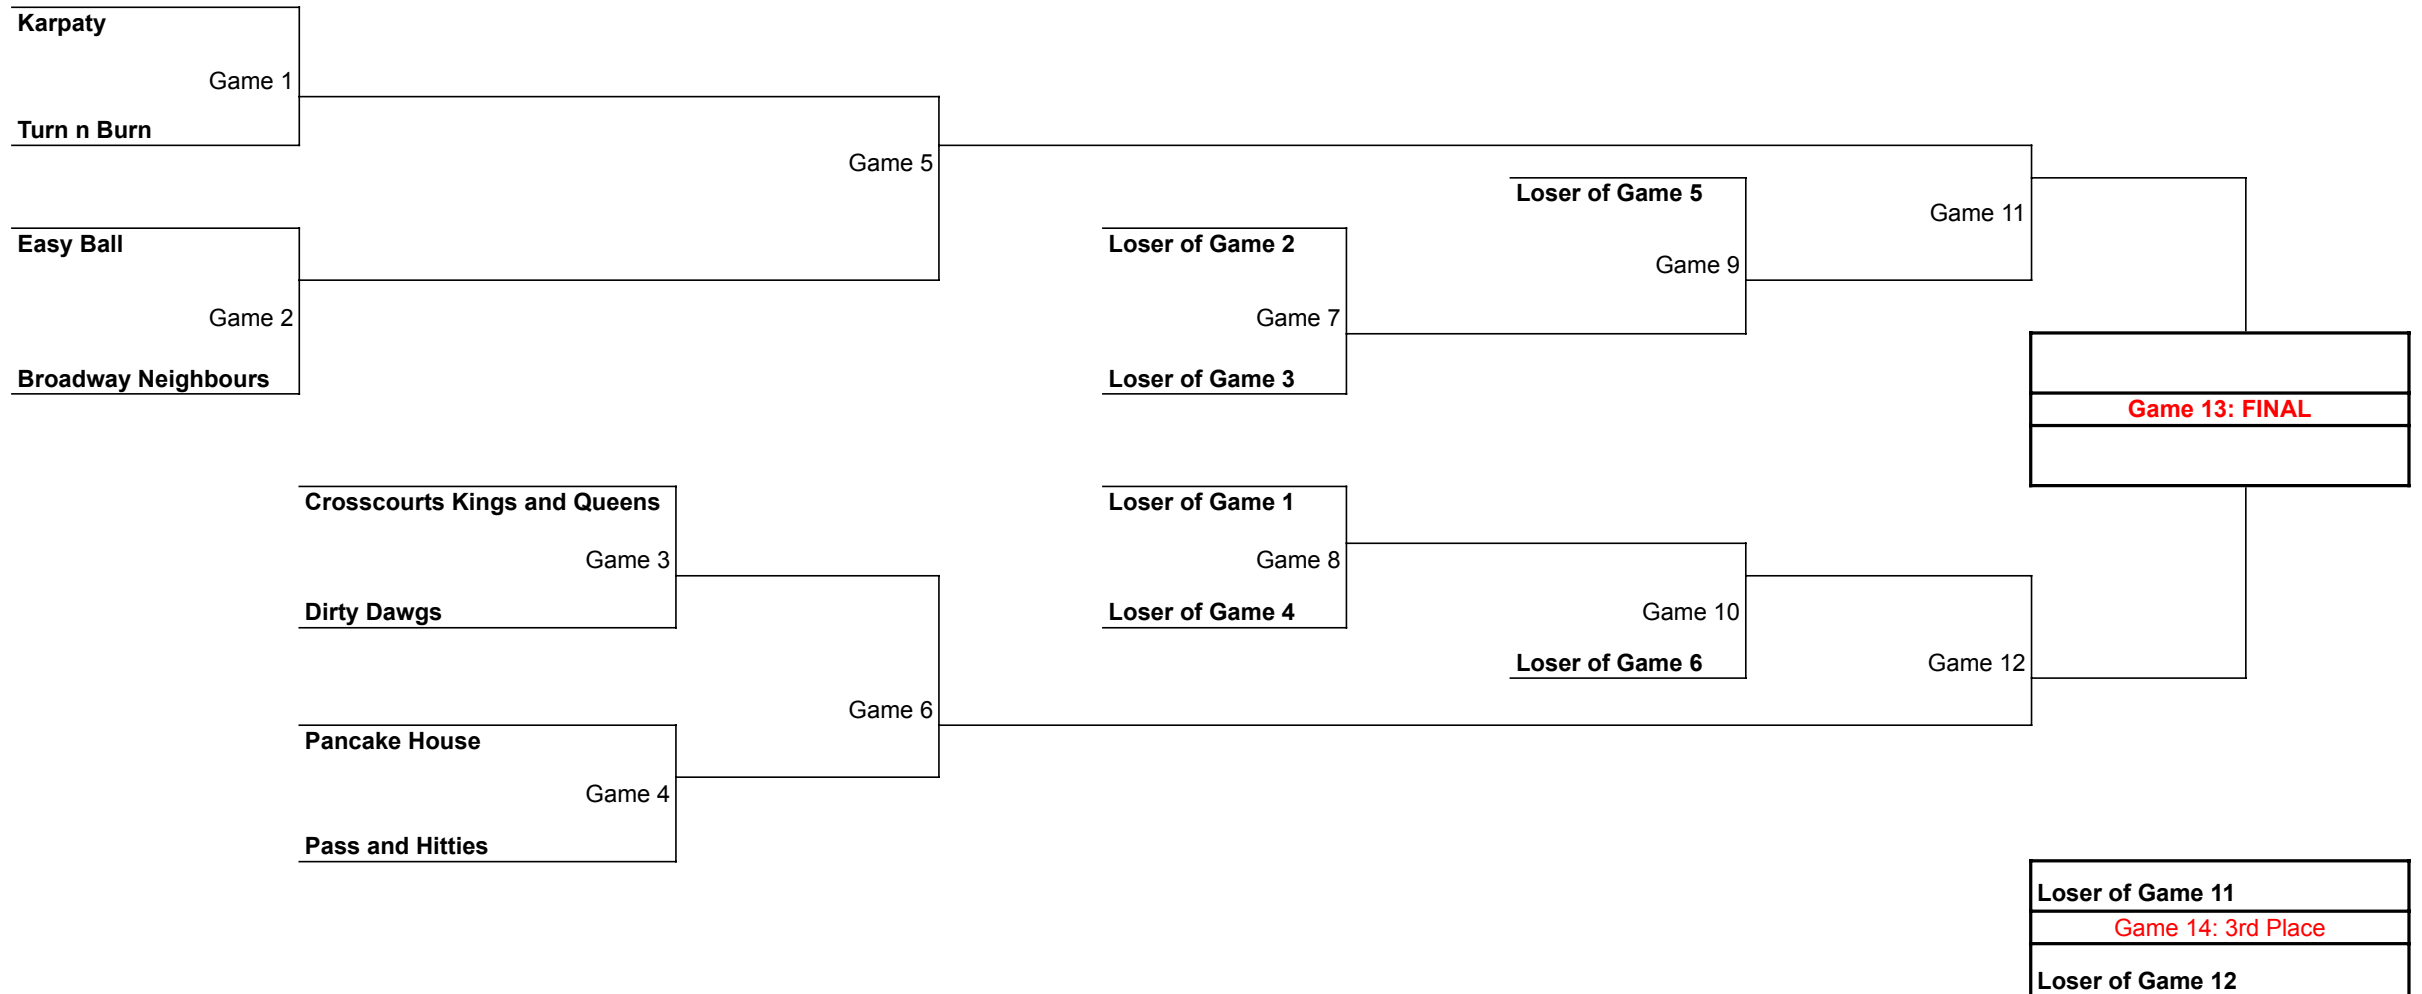 Karpaty
Game 1
Turn n Burn
Game 5
Easy Ball
Game 2
Broadway Neighbours
Loser of Game 2
Game 7
Loser of Game 3
Loser of Game 5
Game 9
Game 11
Game 13: FINAL
Crosscourts Kings and Queens
Game 3
Dirty Dawgs
Game 6
Pancake House
Game 4
Pass and Hitties
Loser of Game 1
Game 8
Loser of Game 4
Game 10
Loser of Game 6
Game 12
Loser of Game 11
Game 14: 3rd Place
Loser of Game 12